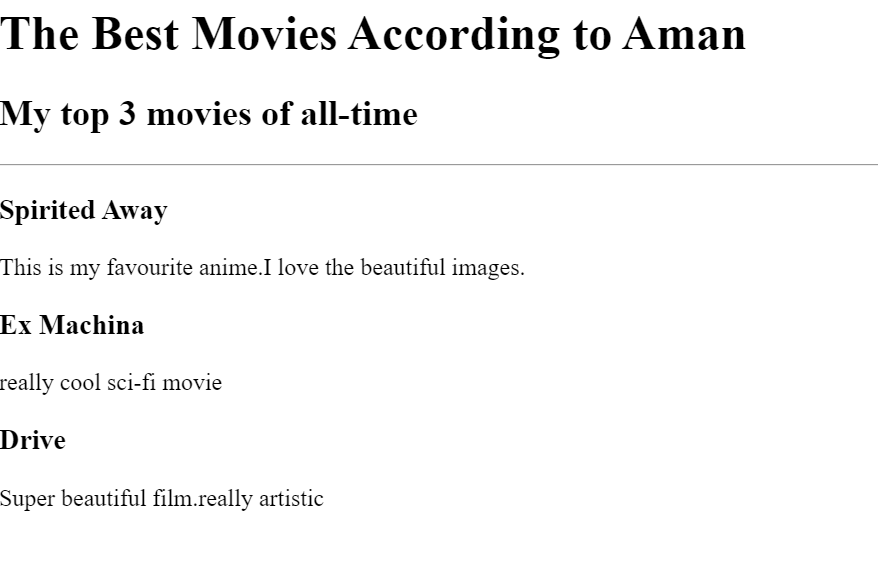 The Best Movies According to Aman
My top 3 movies of all-time
Spirited Away
This is my favourite anime.I love the beautiful images.
Ex Machina
really cool sci-fi movie
Drive
Super beautiful film.really artistic